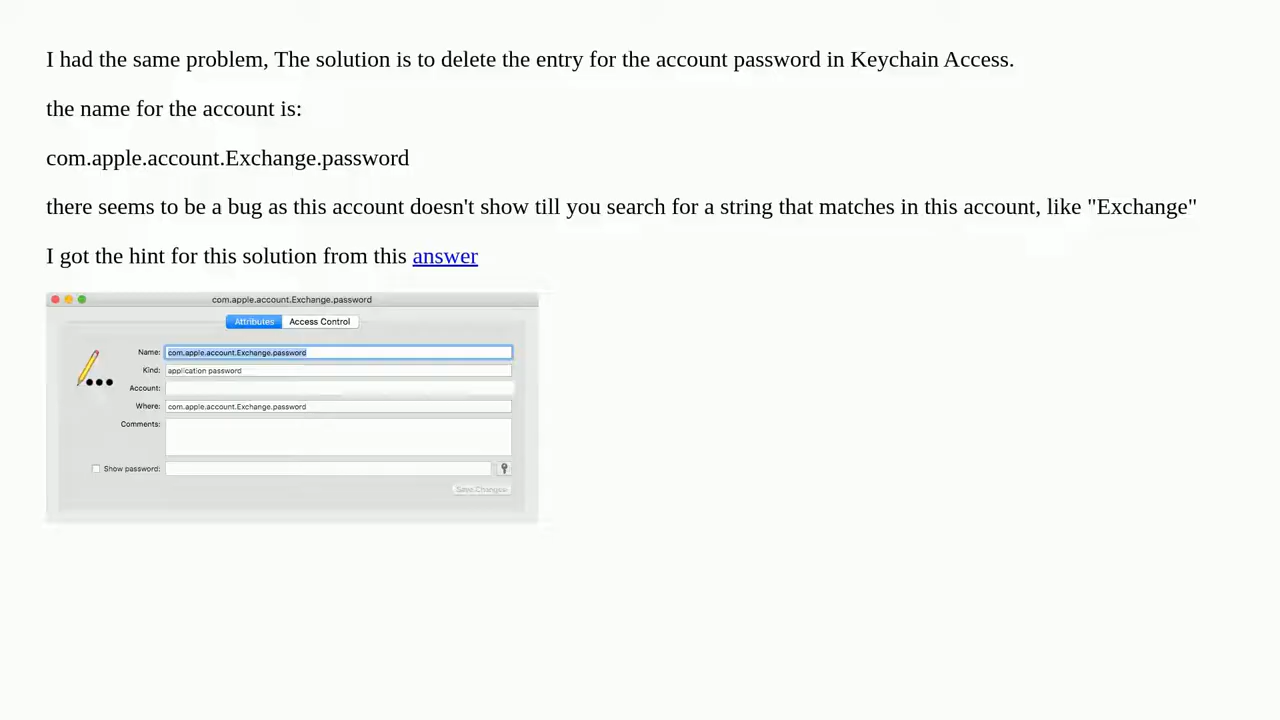 I had the same problem, The solution is to delete the entry for the account password in Keychain Access.
the name for the account is:
com.apple.account.Exchange.password
there seems to be a bug as this account doesn't show till you search for a string that matches in this account, like "Exchange"
I got the hint for this solution from this answer
com.apple.account.Exchange.password
Attributes Access Control
Name: com.apple.account.Exchange.password
Kind: application password
Account:
Where: com.apple.account.Exchange.password
Comments:
Show password:
Save Changes